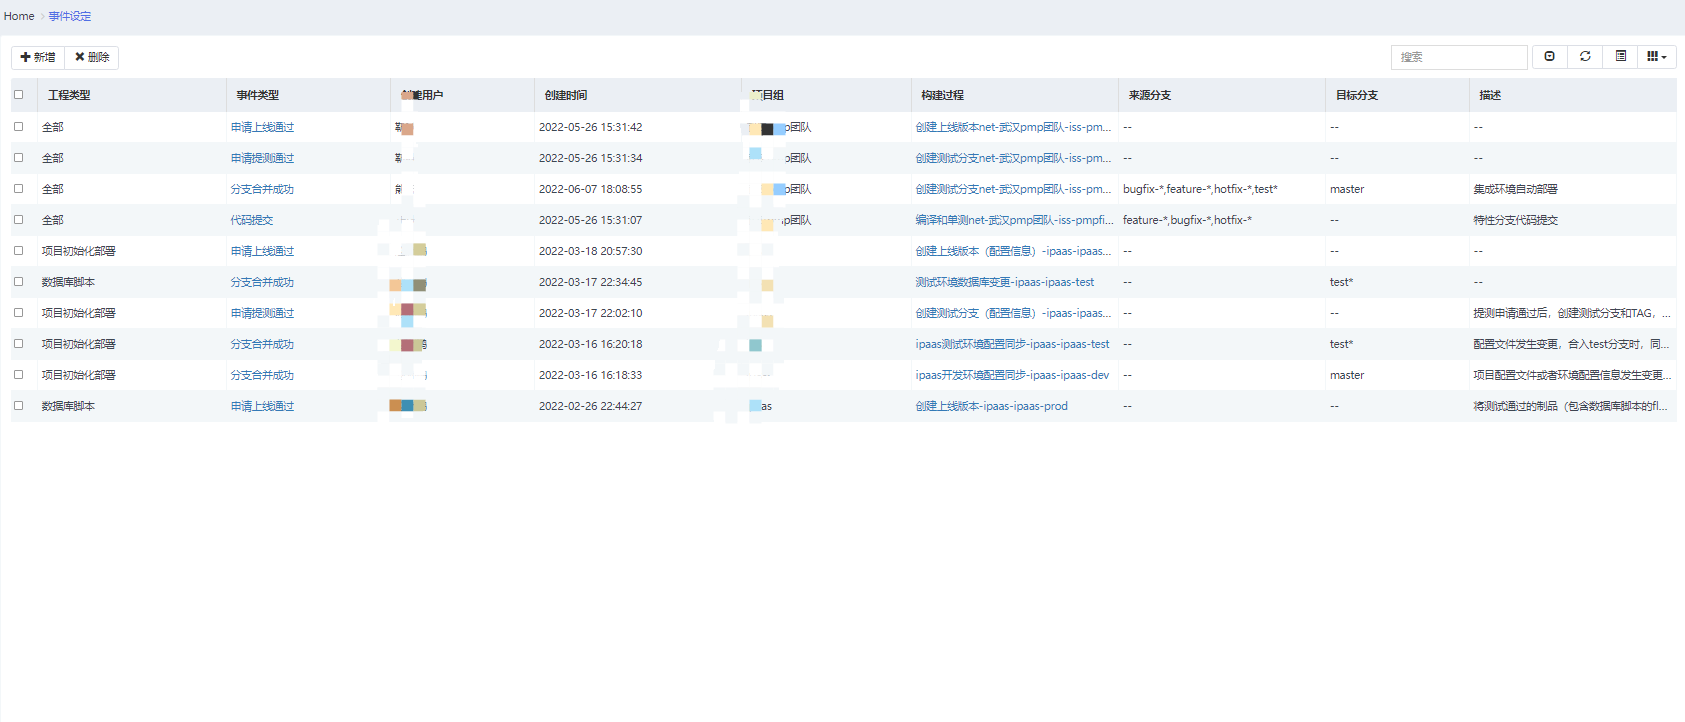 Home 事件设定
新增 删除 搜索
工程类型 事件类型 用户 创建时间 项目组 构建过程 来源分支 目标分支 描述
全部 申请上线通过 2022-05-26 15:31:42 团队 创建上线版本net-武汉pmp团队-iss-pm... -- -- --
全部 申请提测通过 2022-05-26 15:31:34 团队 创建测试分支net-武汉pmp团队-iss-pm... -- -- --
全部 分支合并成功 2022-06-07 18:08:55 团队 创建测试分支net-武汉pmp团队-iss-pm... bugfix-*,feature-*,hotfix-*,test* master 集成环境自动部署
全部 代码提交 2022-05-26 15:31:07 团队 编译和单测net-武汉pmp团队-iss-pmpfi... feature-*,bugfix-*,hotfix-* -- 特性分支代码提交
项目初始化部署 申请上线通过 2022-03-18 20:57:30 创建上线版本（配置信息）-ipaas-ipaas... -- -- --
数据库脚本 分支合并成功 2022-03-17 22:34:45 测试环境数据库变更-ipaas-ipaas-test -- test* --
项目初始化部署 申请提测通过 2022-03-17 22:02:10 创建测试分支（配置信息）-ipaas-ipaas... -- -- 提测申请通过后，创建测试分支和TAG，...
项目初始化部署 分支合并成功 2022-03-16 16:20:18 ipaas测试环境配置同步-ipaas-ipaas-test -- test* 配置文件发生变更，合入test分支时，同...
项目初始化部署 分支合并成功 2022-03-16 16:18:33 ipaas开发环境配置同步-ipaas-ipaas-dev -- master 项目配置文件或者环境配置信息发生变更...
数据库脚本 申请上线通过 2022-02-26 22:44:27 as 创建上线版本-ipaas-ipaas-prod -- -- 将测试通过的制品（包含数据库脚本的fl...